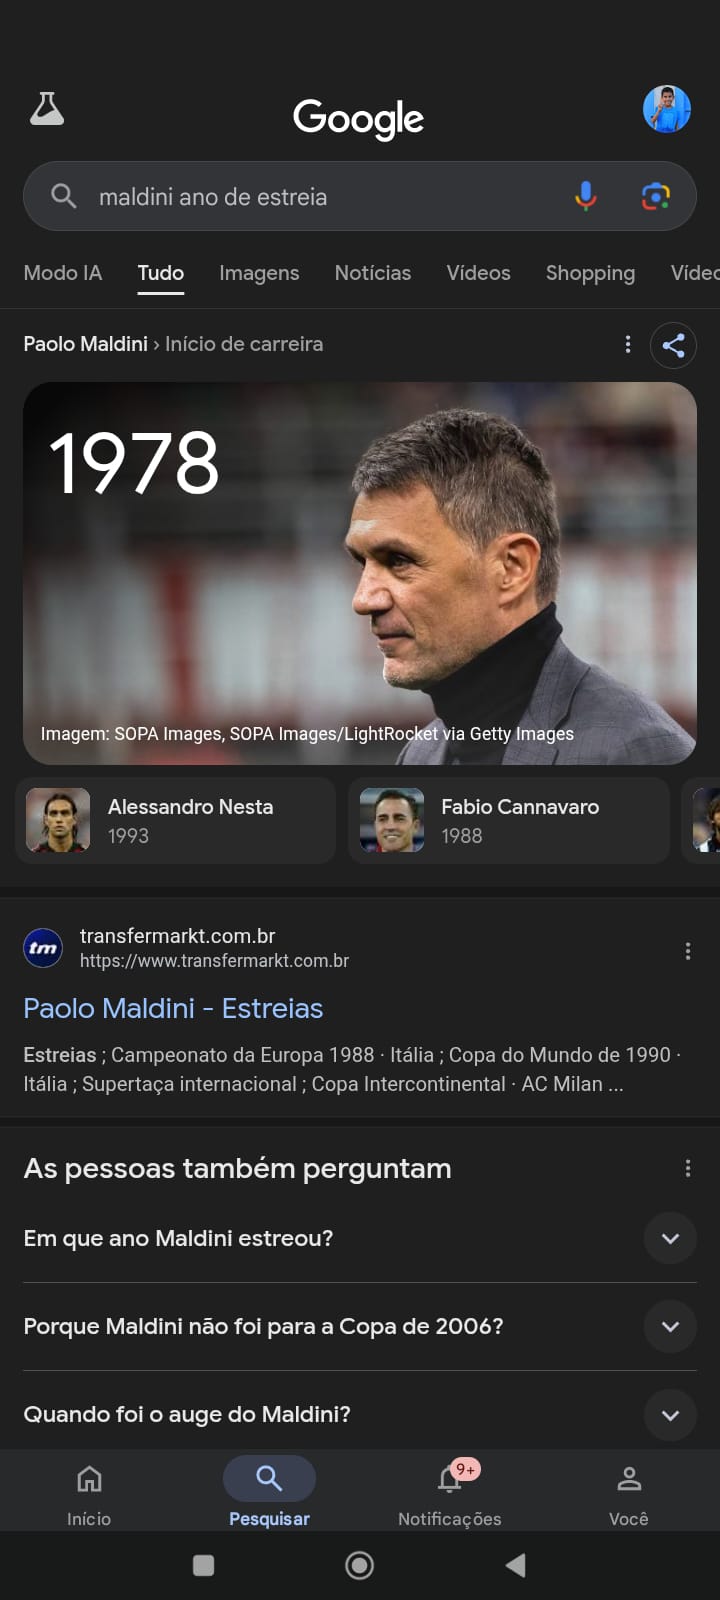 Google
maldini ano de estreia
Modo IA Tudo Imagens Notícias Vídeos Shopping
Paolo Maldini › Início de carreira
1978
Imagem: SOPA Images, SOPA Images/LightRocket via Getty Images
Alessandro Nesta
1993
Fabio Cannavaro
1988
tm
transfermarkt.com.br
https://www.transfermarkt.com.br
Paolo Maldini - Estreias
Estreias ; Campeonato da Europa 1988 · Itália ; Copa do Mundo de 1990 ·
Itália ; Supertaça internacional ; Copa Intercontinental · AC Milan ...
As pessoas também perguntam
Em que ano Maldini estreou?
Porque Maldini não foi para a Copa de 2006?
Quando foi o auge do Maldini?
9+
Início Pesquisar Notificações Você